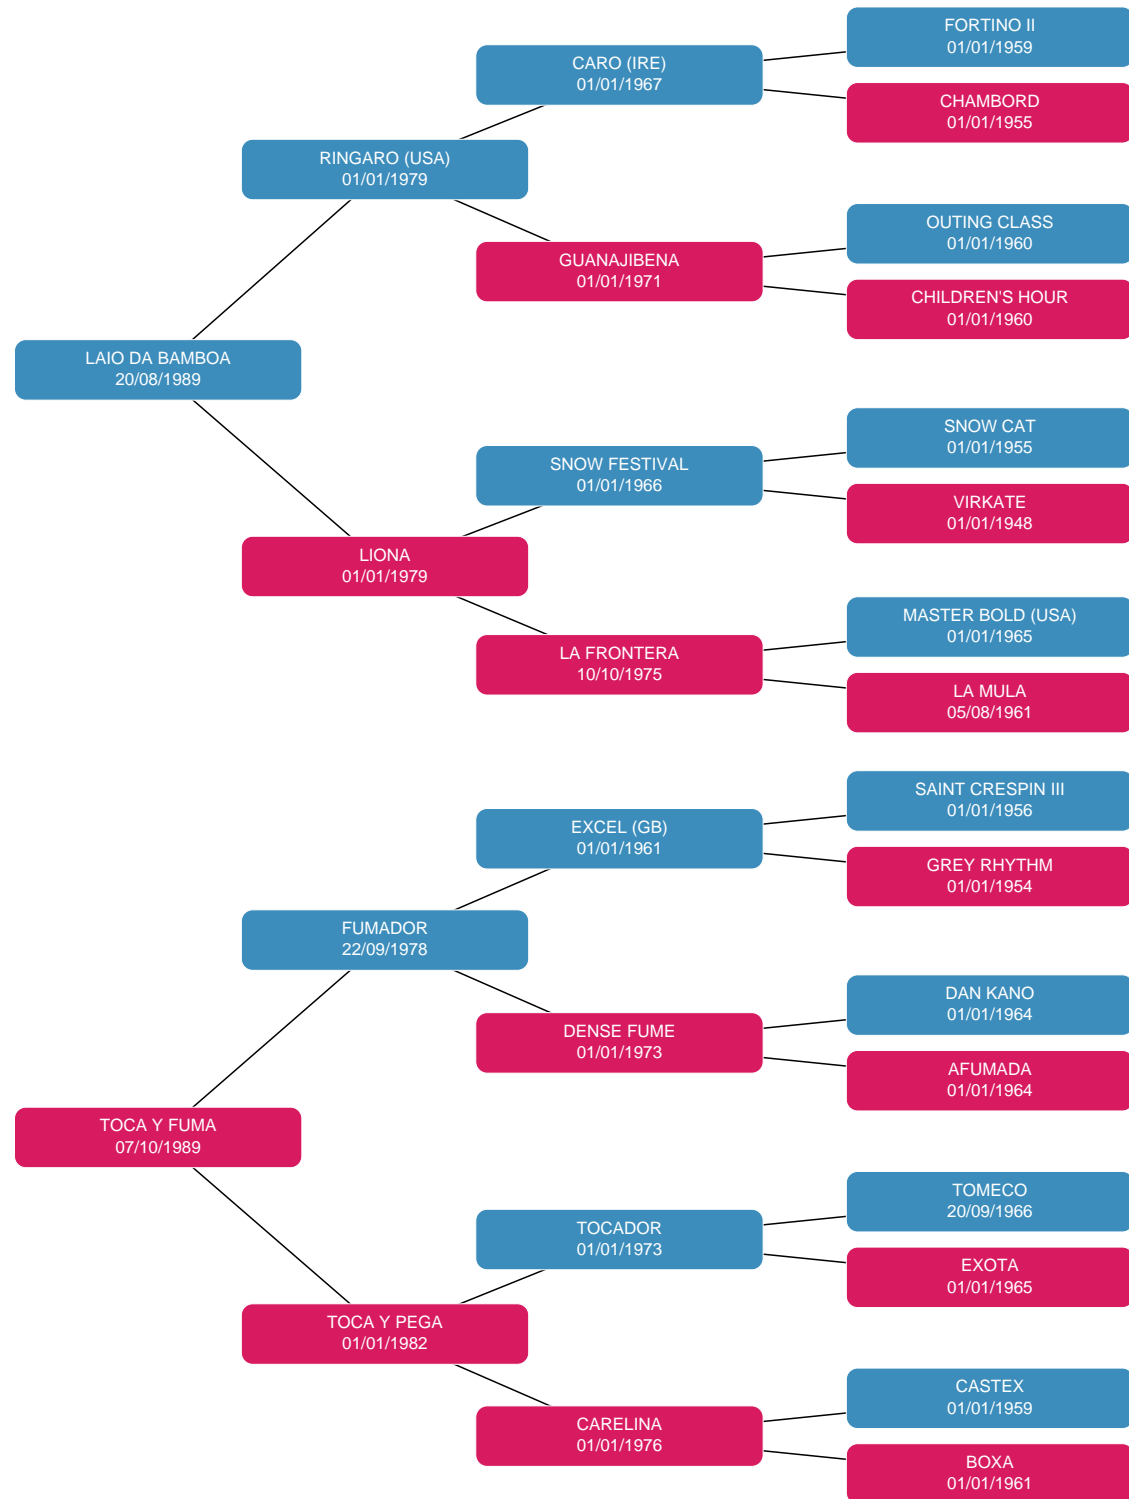 FORTINO II
01/01/1959
CARO (IRE)
01/01/1967
CHAMBORD
01/01/1955
RINGARO (USA)
01/01/1979
OUTING CLASS
01/01/1960
GUANAJIBENA
01/01/1971
CHILDREN'S HOUR
01/01/1960
LAIO DA BAMBOA
20/08/1989
SNOW CAT
01/01/1955
SNOW FESTIVAL
01/01/1966
VIRKATE
01/01/1948
LIONA
01/01/1979
MASTER BOLD (USA)
01/01/1965
LA FRONTERA
10/10/1975
LA MULA
05/08/1961
SAINT CRESPIN III
01/01/1956
EXCEL (GB)
01/01/1961
GREY RHYTHM
01/01/1954
FUMADOR
22/09/1978
DAN KANO
01/01/1964
DENSE FUME
01/01/1973
AFUMADA
01/01/1964
TOCA Y FUMA
07/10/1989
TOMECO
20/09/1966
TOCADOR
01/01/1973
EXOTA
01/01/1965
TOCA Y PEGA
01/01/1982
CASTEX
01/01/1959
CARELINA
01/01/1976
BOXA
01/01/1961